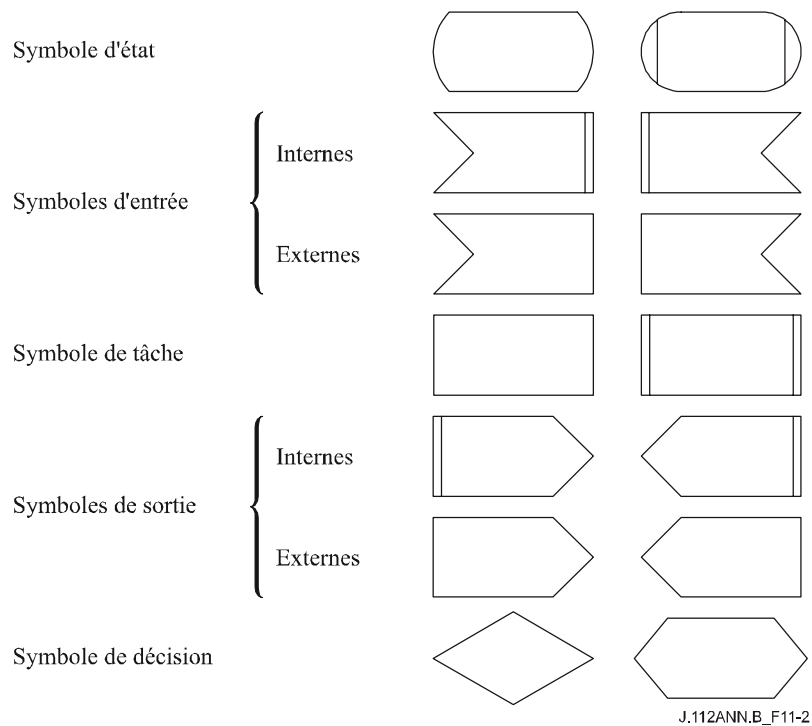 Symbole d'état
Internes
Symboles d'entrée
Externes
Symbole de tâche
Internes
Symboles de sortie
Externes
Symbole de décision
J.112ANN.B_F11-2